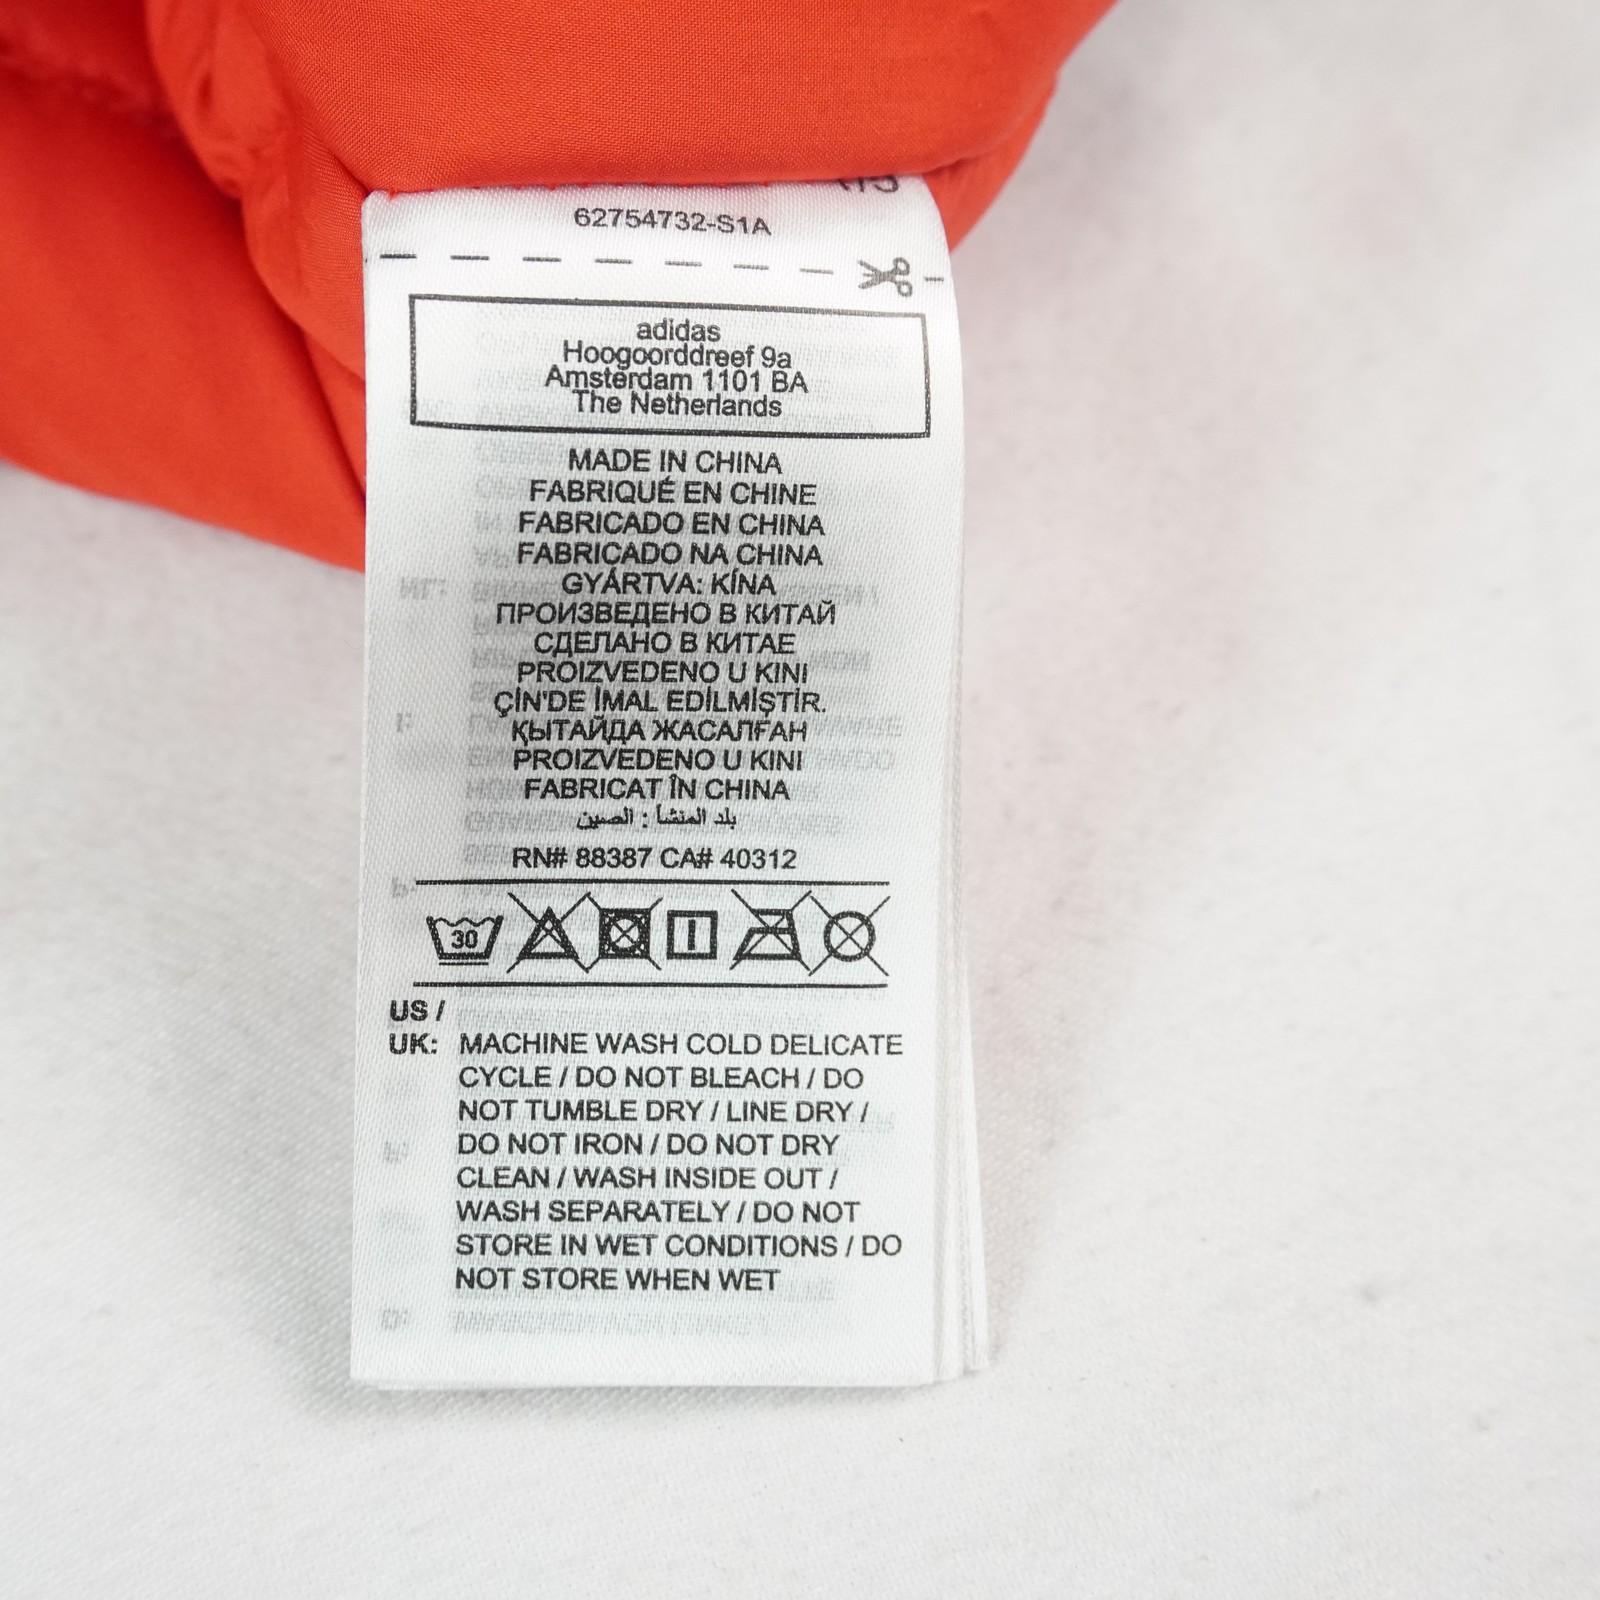 62754732-S1A
adidas
Hoogoorddreef 9a
Amsterdam 1101 BA
The Netherlands
MADE IN CHINA
FABRIQUÉ EN CHINE
FABRICADO EN CHINA
FABRICADO NA CHINA
GYÁRTVA: KÍNA
ПРОИЗВЕДЕНО В КИТАЙ
СДЕЛАНО В КИТАЕ
PROIZVEDENO U KINI
ÇİN'DE İMAL EDİLMİŞTİR.
ҚЫТАЙДА ЖАСАЛҒАН
PROIZVEDENO U KINI
FABRICAT ÎN CHINA
بلد المنشأ : الصين
RN# 88387 CA# 40312
30
US /
UK: MACHINE WASH COLD DELICATE
CYCLE / DO NOT BLEACH / DO
NOT TUMBLE DRY / LINE DRY /
DO NOT IRON / DO NOT DRY
CLEAN / WASH INSIDE OUT /
WASH SEPARATELY / DO NOT
STORE IN WET CONDITIONS / DO
NOT STORE WHEN WET